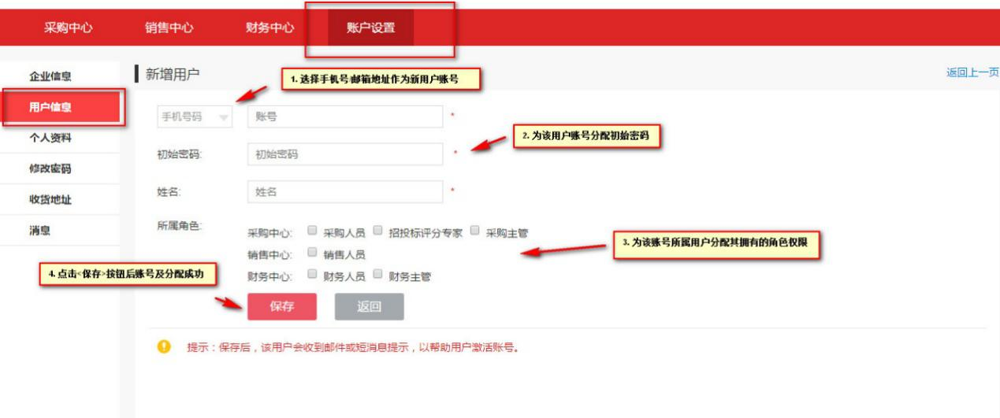 采购中心 销售中心 财务中心 账户设置
企业信息
用户信息
个人资料
修改密码
收货地址
消息
新增用户
返回上一页
1. 选择手机号/邮箱地址作为新用户账号
手机号码 账号 *
2. 为该用户账号分配初始密码
初始密码: 初始密码 *
姓名: 姓名 *
所属角色:
采购中心: 采购人员 招投标评分专家 采购主管
销售中心: 销售人员
财务中心: 财务人员 财务主管
3. 为该账号所属用户分配其拥有的角色权限
4. 点击<保存>按钮后账号及分配成功
保存 返回
提示：保存后，该用户会收到邮件或短消息提示，以帮助用户激活账号。